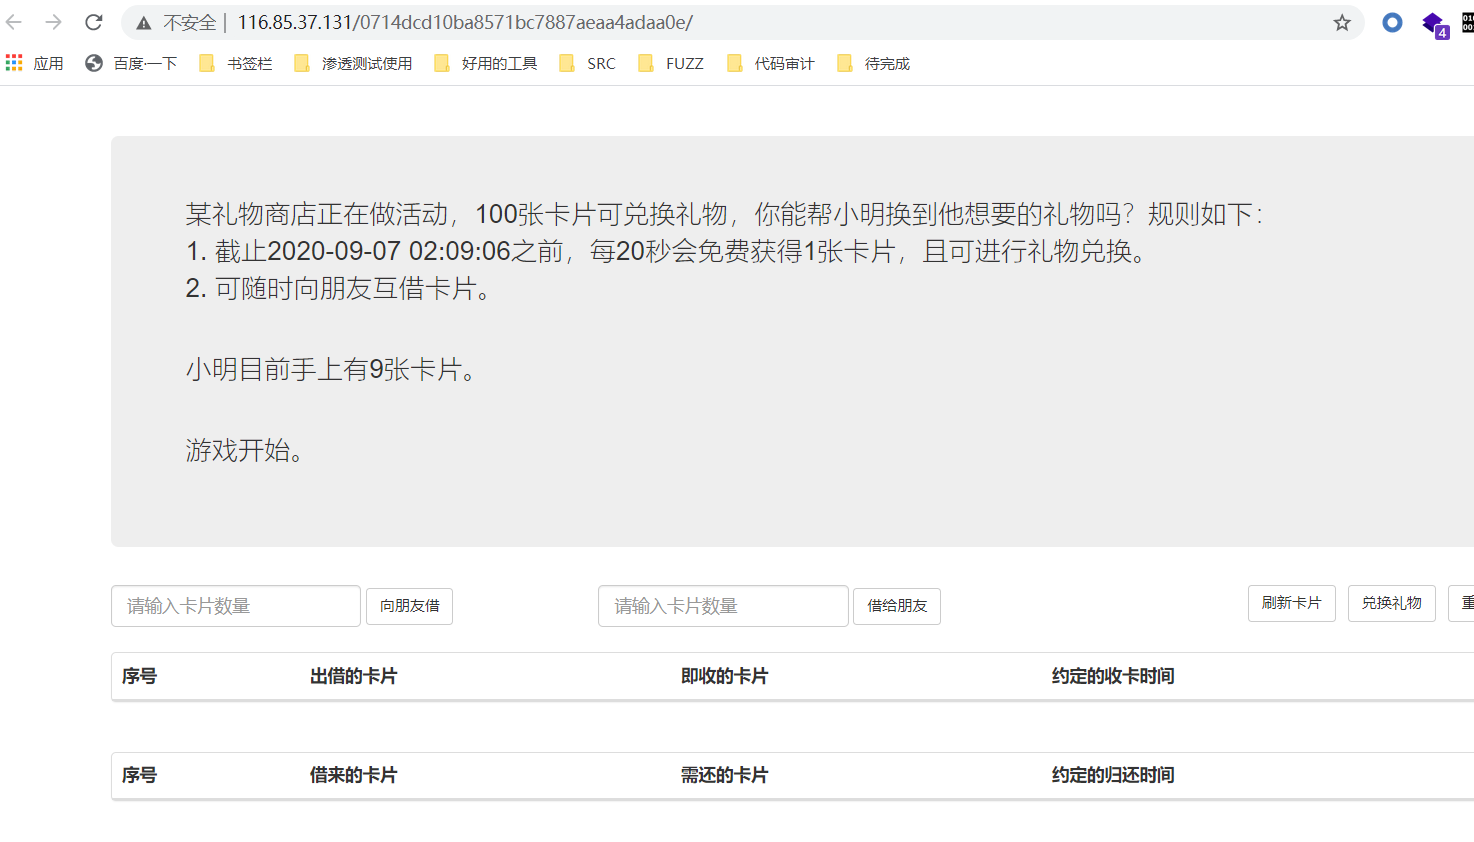 不安全 | 116.85.37.131/0714dcd10ba8571bc7887aeaa4adaa0e/
4
应用 百度一下 书签栏 渗透测试使用 好用的工具 SRC FUZZ 代码审计 待完成
某礼物商店正在做活动，100张卡片可兑换礼物，你能帮小明换到他想要的礼物吗？规则如下：
1. 截止2020-09-07 02:09:06之前，每20秒会免费获得1张卡片，且可进行礼物兑换。
2. 可随时向朋友互借卡片。
小明目前手上有9张卡片。
游戏开始。
请输入卡片数量 向朋友借 请输入卡片数量 借给朋友 刷新卡片 兑换礼物 重
序号 出借的卡片 即收的卡片 约定的收卡时间
序号 借来的卡片 需还的卡片 约定的归还时间